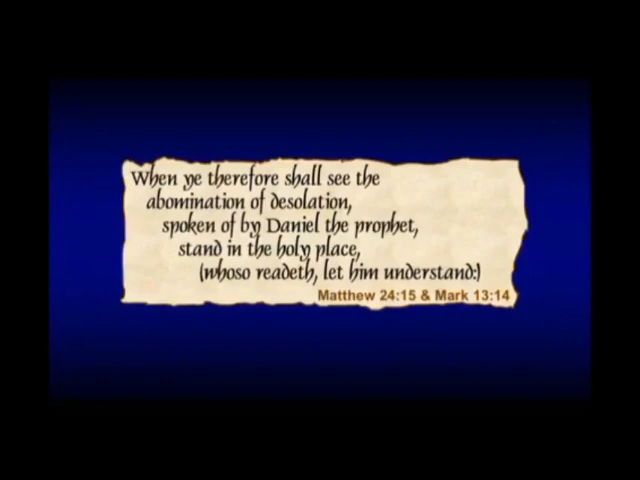 When ye therefore shall see the
abomination of desolation,
spoken of by Daniel the prophet,
stand in the holy place,
(whoso readeth, let him understand:)
Matthew 24:15 & Mark 13:14